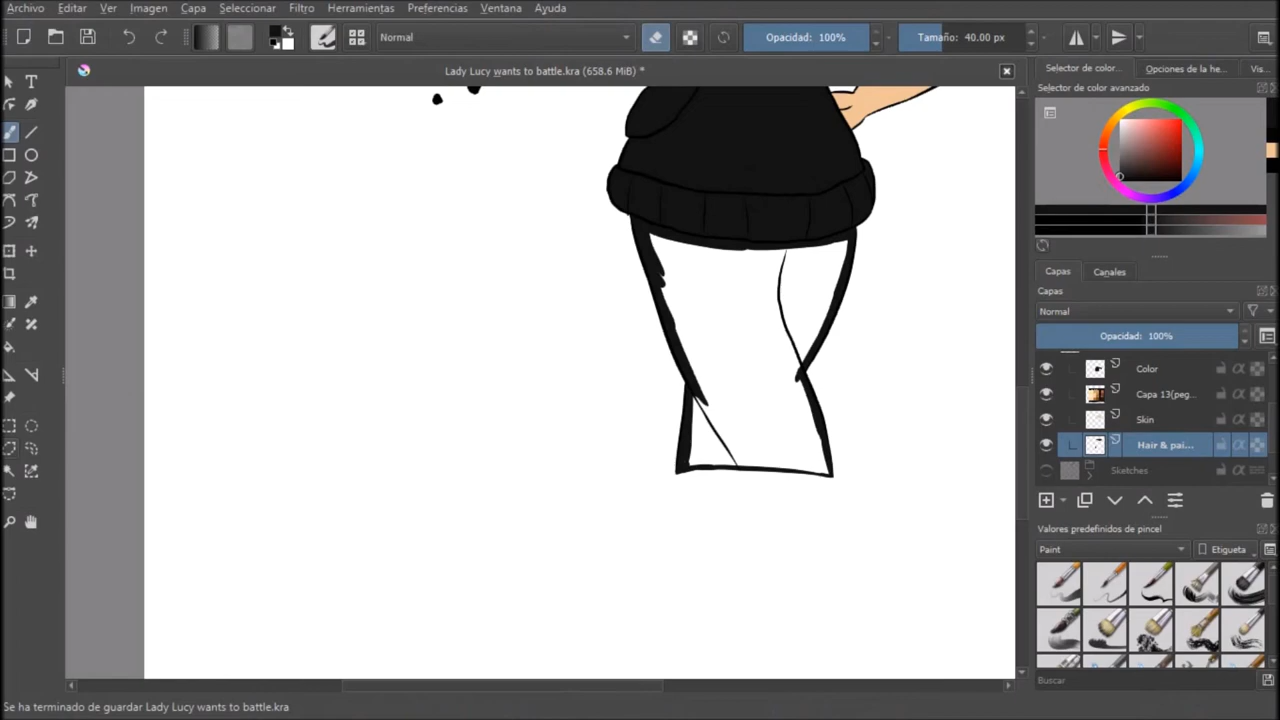 Archivo Editar Ver Imagen Capa Seleccionar Filtro Herramientas Preferencias Ventana Ayuda
Normal Opacidad: 100% Tamaño: 40.00 px
Lady Lucy wants to battle.kra (658.6 MiB) *
Selector de color... Opciones de la he... Vis...
Selector de color avanzado
Capas Canales
Capas
Normal
Opacidad: 100%
Color
Capa 13(peg...
Skin
Hair & pai...
Sketches
Valores predefinidos de pincel
Paint Etiqueta
Buscar
Se ha terminado de guardar Lady Lucy wants to battle.kra